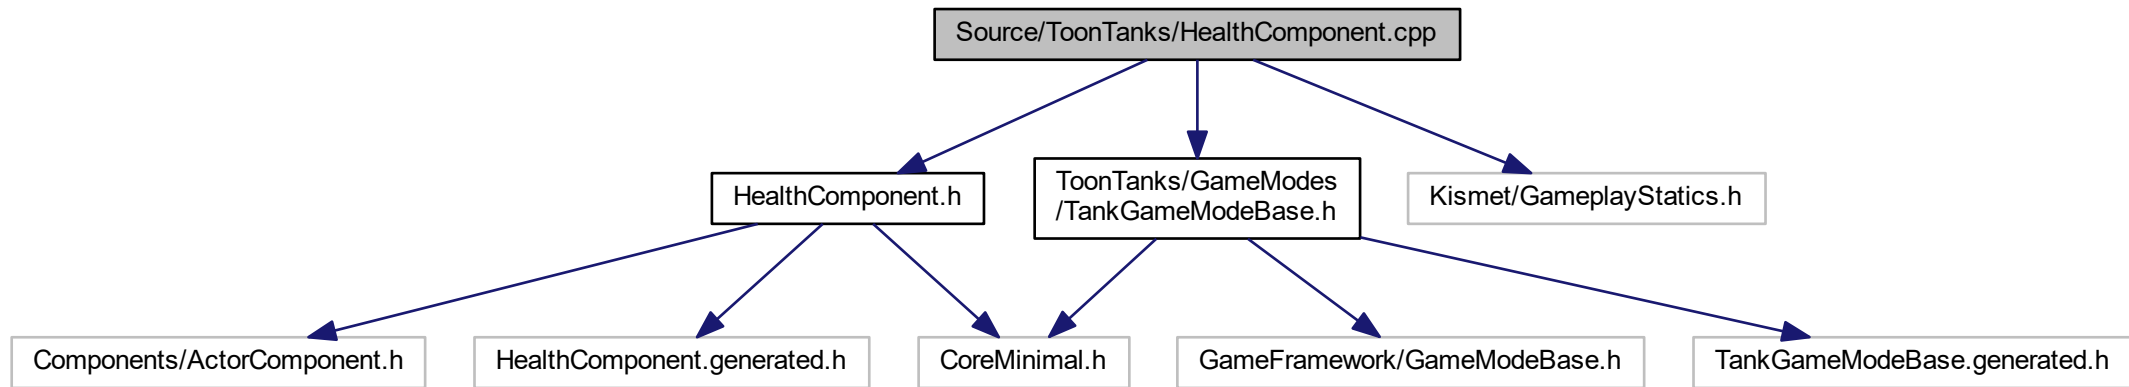 Source/ToonTanks/HealthComponent.cpp
HealthComponent.h
ToonTanks/GameModes
/TankGameModeBase.h
Kismet/GameplayStatics.h
Components/ActorComponent.h
HealthComponent.generated.h
CoreMinimal.h
GameFramework/GameModeBase.h
TankGameModeBase.generated.h